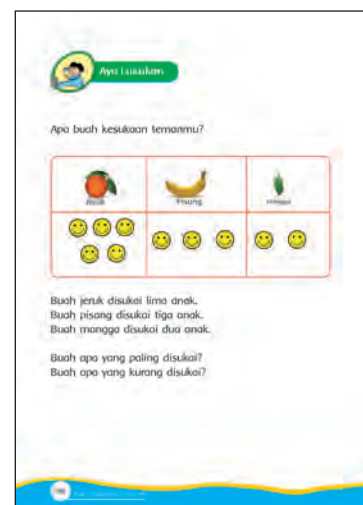 Ayo Lakukan
Apa buah kesukaan temanmu?
Jeruk
Pisang
Mangga
Buah jeruk disukai lima anak.
Buah pisang disukai tiga anak.
Buah mangga disukai dua anak.
Buah apa yang paling disukai?
Buah apa yang kurang disukai?